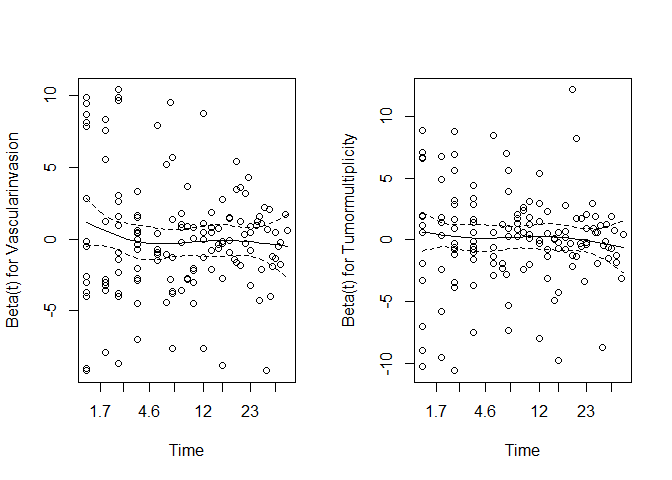 Beta(t) for Vascularinvasion
10
5
0
-5
1.7 4.6 12 23
Time
Beta(t) for Tumormultiplicity
10
5
0
-5
-10
1.7 4.6 12 23
Time